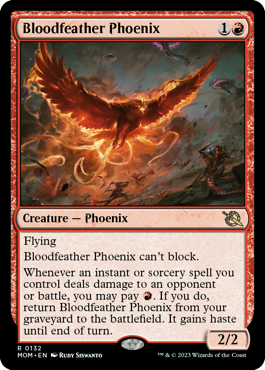 Bloodfeather Phoenix 1
Creature — Phoenix
Flying
Bloodfeather Phoenix can't block.
Whenever an instant or sorcery spell you
control deals damage to an opponent
or battle, you may pay . If you do,
return Bloodfeather Phoenix from your
graveyard to the battlefield. It gains haste
until end of turn.
2/2
R 0132
MOM • EN RUDY SISWANTO
™ & © 2023 Wizards of the Coast